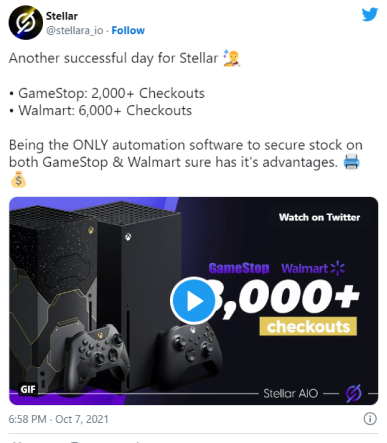 Stellar
@stellara_io · Follow
Another successful day for Stellar
• GameStop: 2,000+ Checkouts
• Walmart: 6,000+ Checkouts
Being the ONLY automation software to secure stock on
both GameStop & Walmart sure has it's advantages.
Watch on Twitter
GameStop Walmart
8,000+
checkouts
GIF
Stellar AIO
6:58 PM · Oct 7, 2021